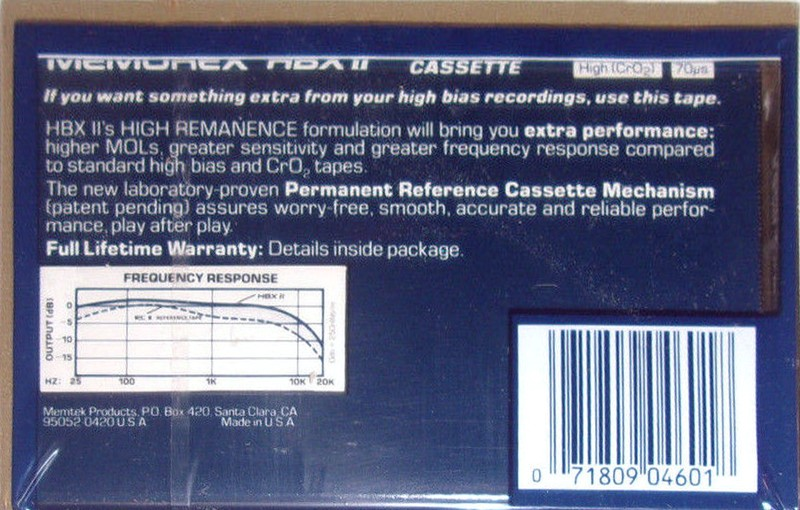 MEMOREX HBX II CASSETTE High (CrO₂) 70µs
If you want something extra from your high bias recordings, use this tape.
HBX II's HIGH REMANENCE formulation will bring you extra performance:
higher MOLs, greater sensitivity and greater frequency response compared
to standard high bias and CrO₂ tapes.
The new laboratory-proven Permanent Reference Cassette Mechanism
(patent pending) assures worry-free, smooth, accurate and reliable perfor-
mance, play after play.
Full Lifetime Warranty: Details inside package.
FREQUENCY RESPONSE
HBX II
IEC II REFERENCE TAPE
OUTPUT (dB)
0
5
10
15
HZ: 25 100 1K 10K 20K
Memtek Products, P.O. Box 420, Santa Clara, CA
95052 0420 U S A Made in U S A
0 71809 04601